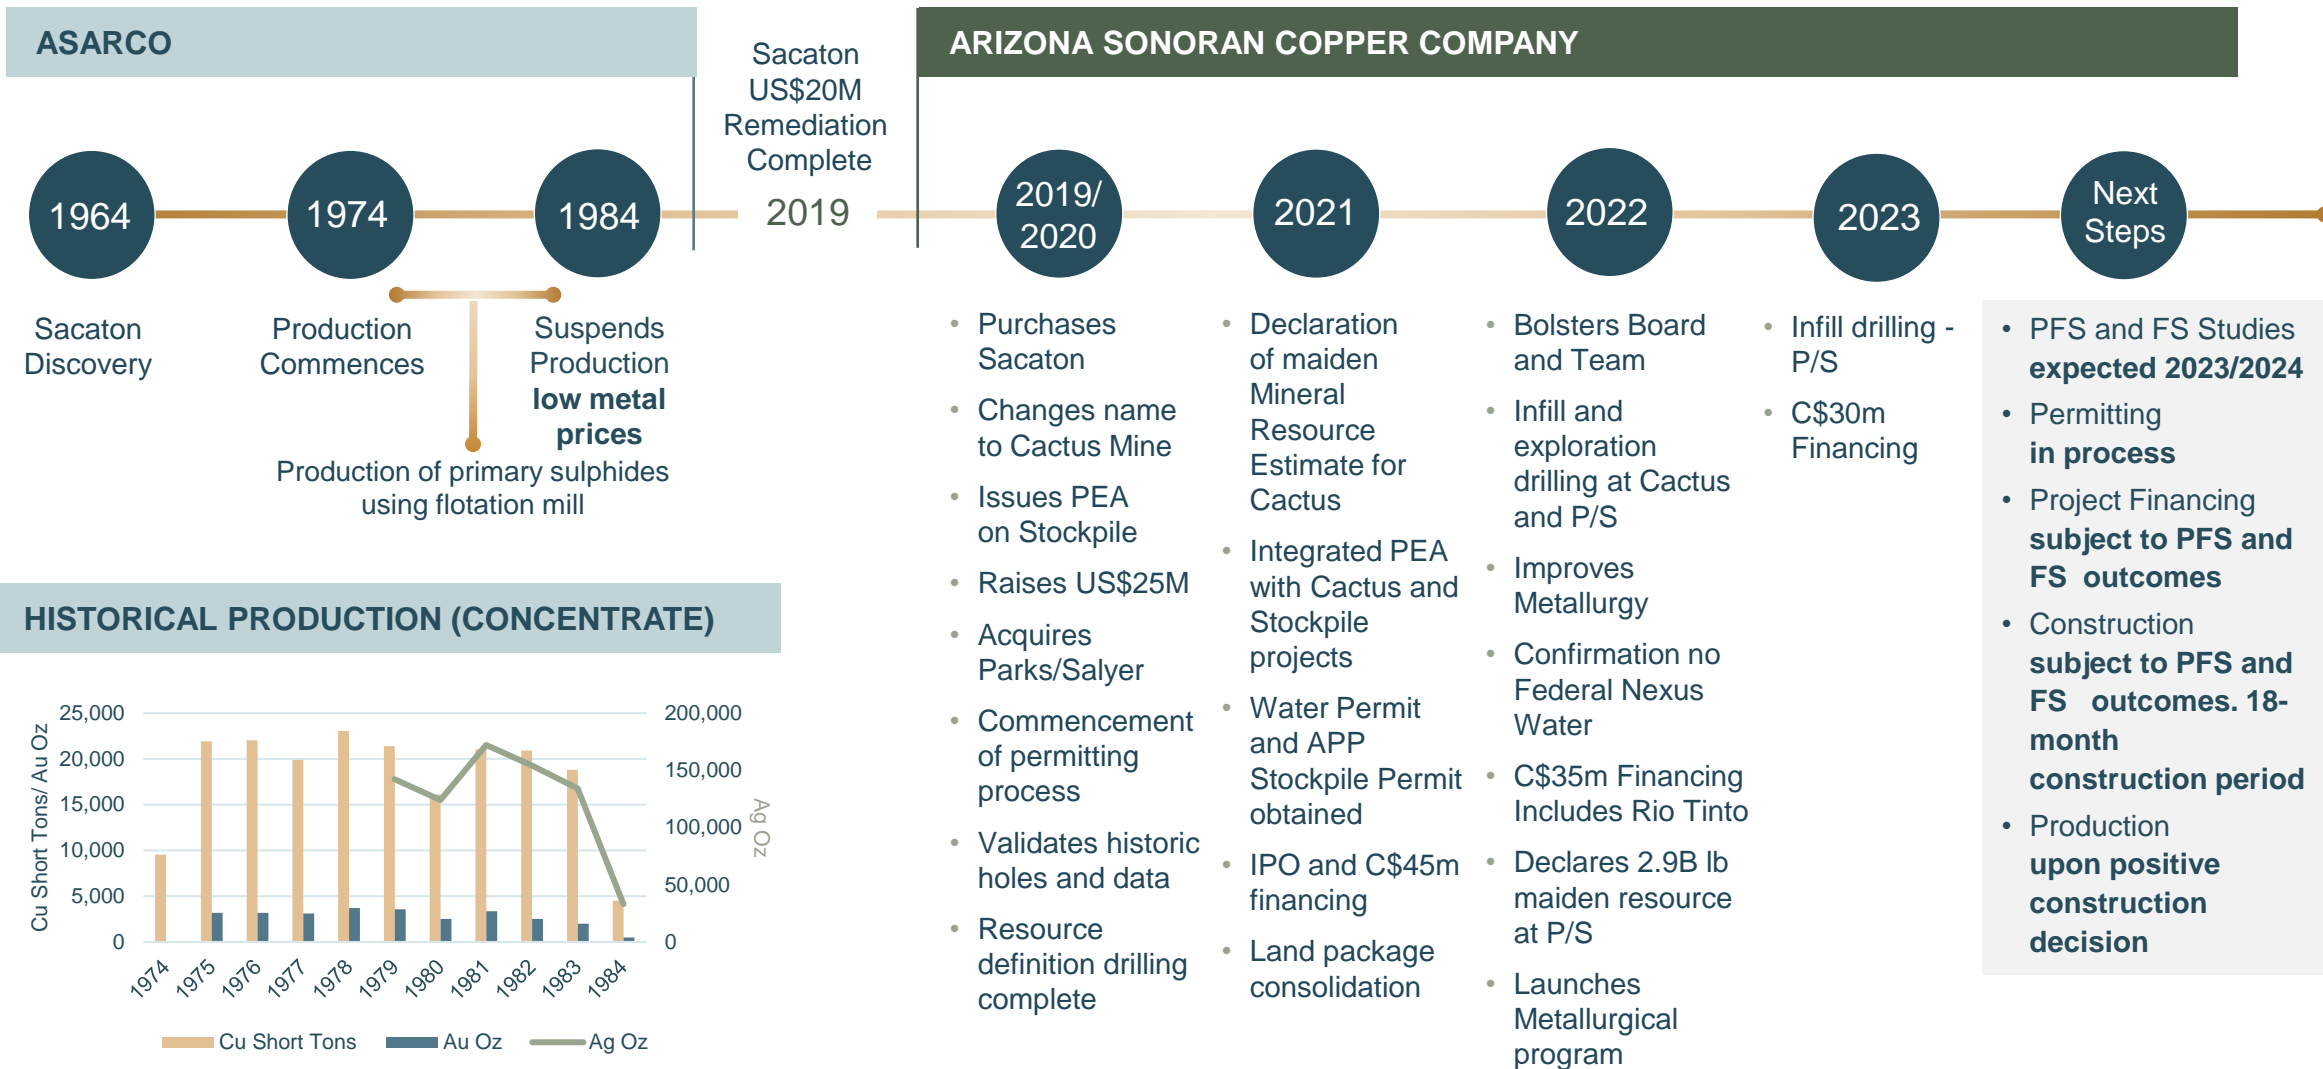 ASARCO
Sacaton
US$20M
Remediation
Complete
2019
ARIZONA SONORAN COPPER COMPANY
1964
Sacaton
Discovery
1974
Production
Commences
1984
Suspends
Production
low metal
prices
Production of primary sulphides
using flotation mill
2019/
2020
• Purchases
Sacaton
• Changes name
to Cactus Mine
• Issues PEA
on Stockpile
• Raises US$25M
• Acquires
Parks/Salyer
• Commencement
of permitting
process
• Validates historic
holes and data
• Resource
definition drilling
complete
2021
• Declaration
of maiden
Mineral
Resource
Estimate for
Cactus
• Integrated PEA
with Cactus and
Stockpile
projects
• Water Permit
and APP
Stockpile Permit
obtained
• IPO and C$45m
financing
• Land package
consolidation
2022
• Bolsters Board
and Team
• Infill and
exploration
drilling at Cactus
and P/S
• Improves
Metallurgy
• Confirmation no
Federal Nexus
Water
• C$35m Financing
Includes Rio Tinto
• Declares 2.9B lb
maiden resource
at P/S
• Launches
Metallurgical
program
2023
• Infill drilling -
P/S
• C$30m
Financing
Next
Steps
• PFS and FS Studies
expected 2023/2024
• Permitting
in process
• Project Financing
subject to PFS and
FS outcomes
• Construction
subject to PFS and
FS outcomes. 18-
month
construction period
• Production
upon positive
construction
decision
HISTORICAL PRODUCTION (CONCENTRATE)
Cu Short Tons/ Au Oz
25,000
20,000
15,000
10,000
5,000
0
200,000
150,000
100,000
50,000
0
Ag Oz
1974
1975
1976
1977
1978
1979
1980
1981
1982
1983
1984
Cu Short Tons
Au Oz
Ag Oz